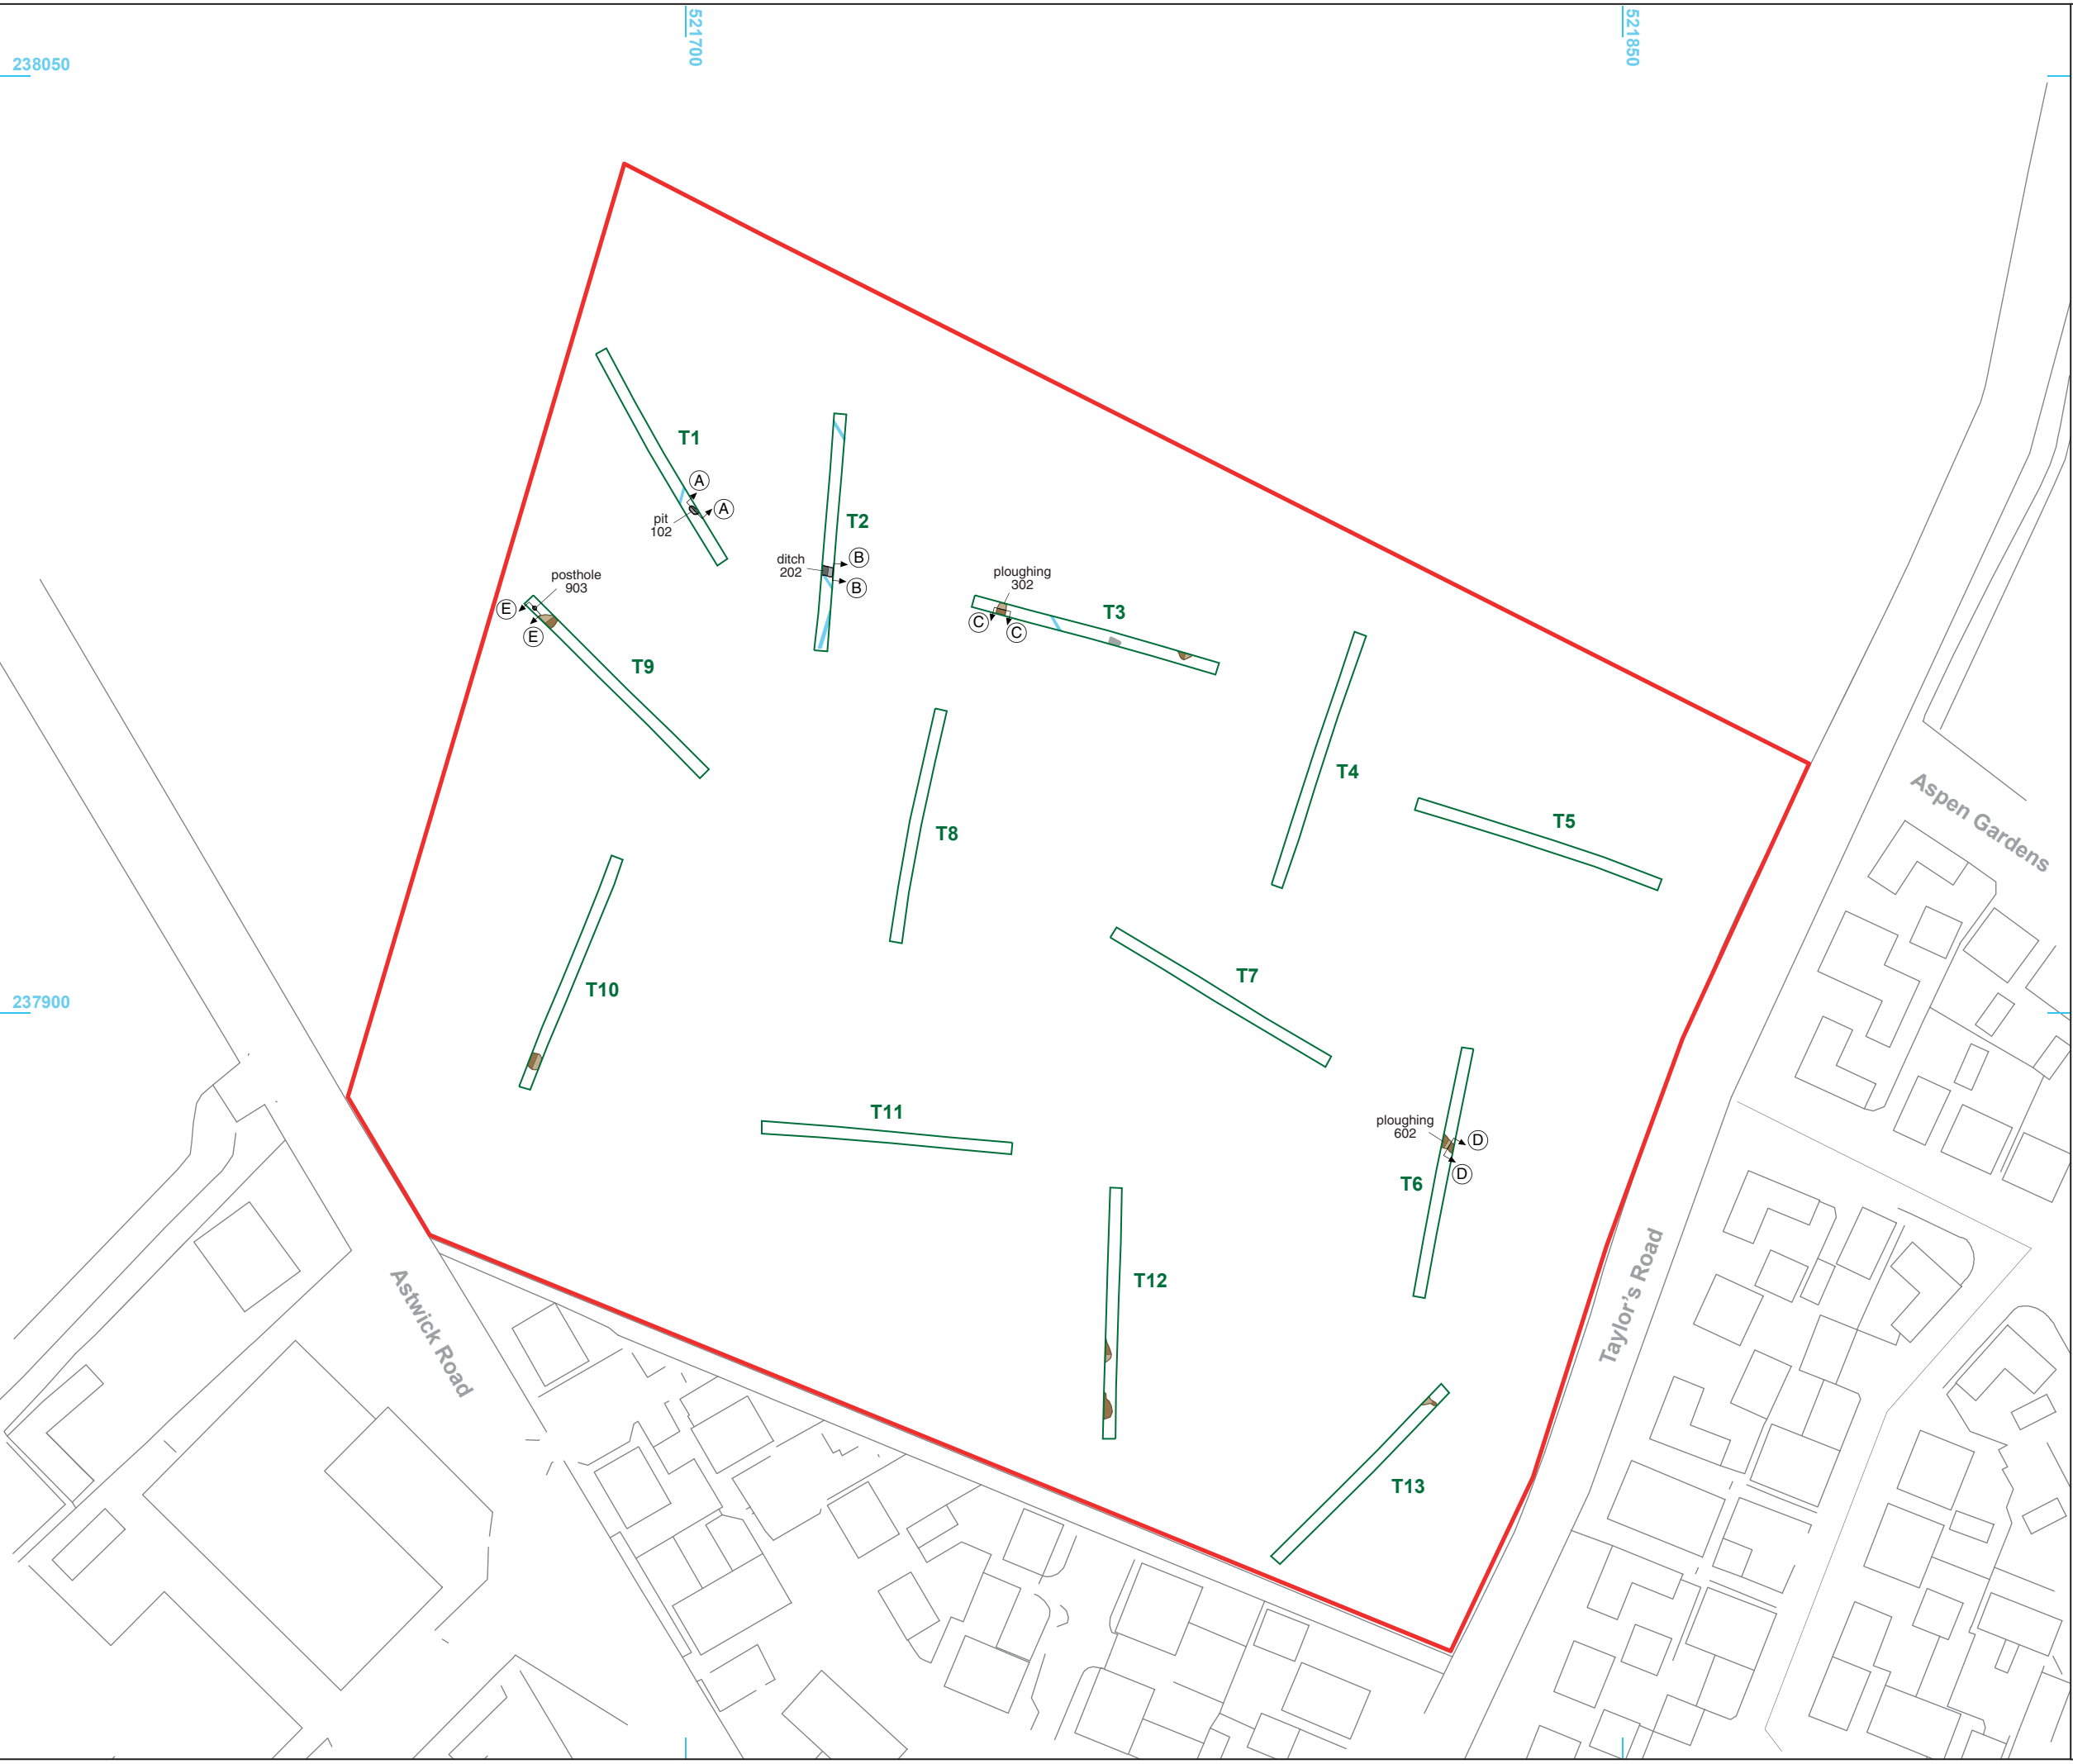 521700
521850
238050
T1
A
A
pit
102
T2
B
B
ditch
202
posthole
903
E
E
ploughing
302
T3
C
C
T9
T4
T8
T5
Aspen Gardens
T10
T7
237900
T11
ploughing
602
D
D
T6
T12
Taylor's Road
Astwick Road
T13